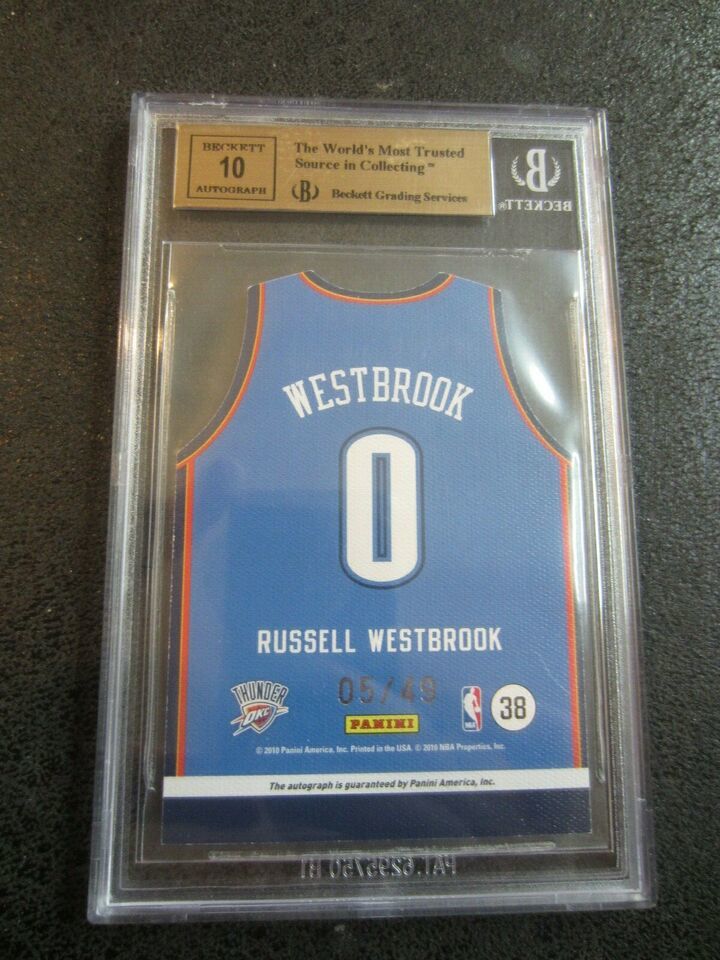 BECKETT
10
AUTOGRAPH
The World's Most Trusted
Source in Collecting™
B Beckett Grading Services
B
BECKETT®
WESTBROOK
0
RUSSELL WESTBROOK
05/49
THUNDER
OKC
PANINI
NBA
38
© 2010 Panini America, Inc. Printed in the USA. © 2010 NBA Properties, Inc.
The autograph is guaranteed by Panini America, Inc.